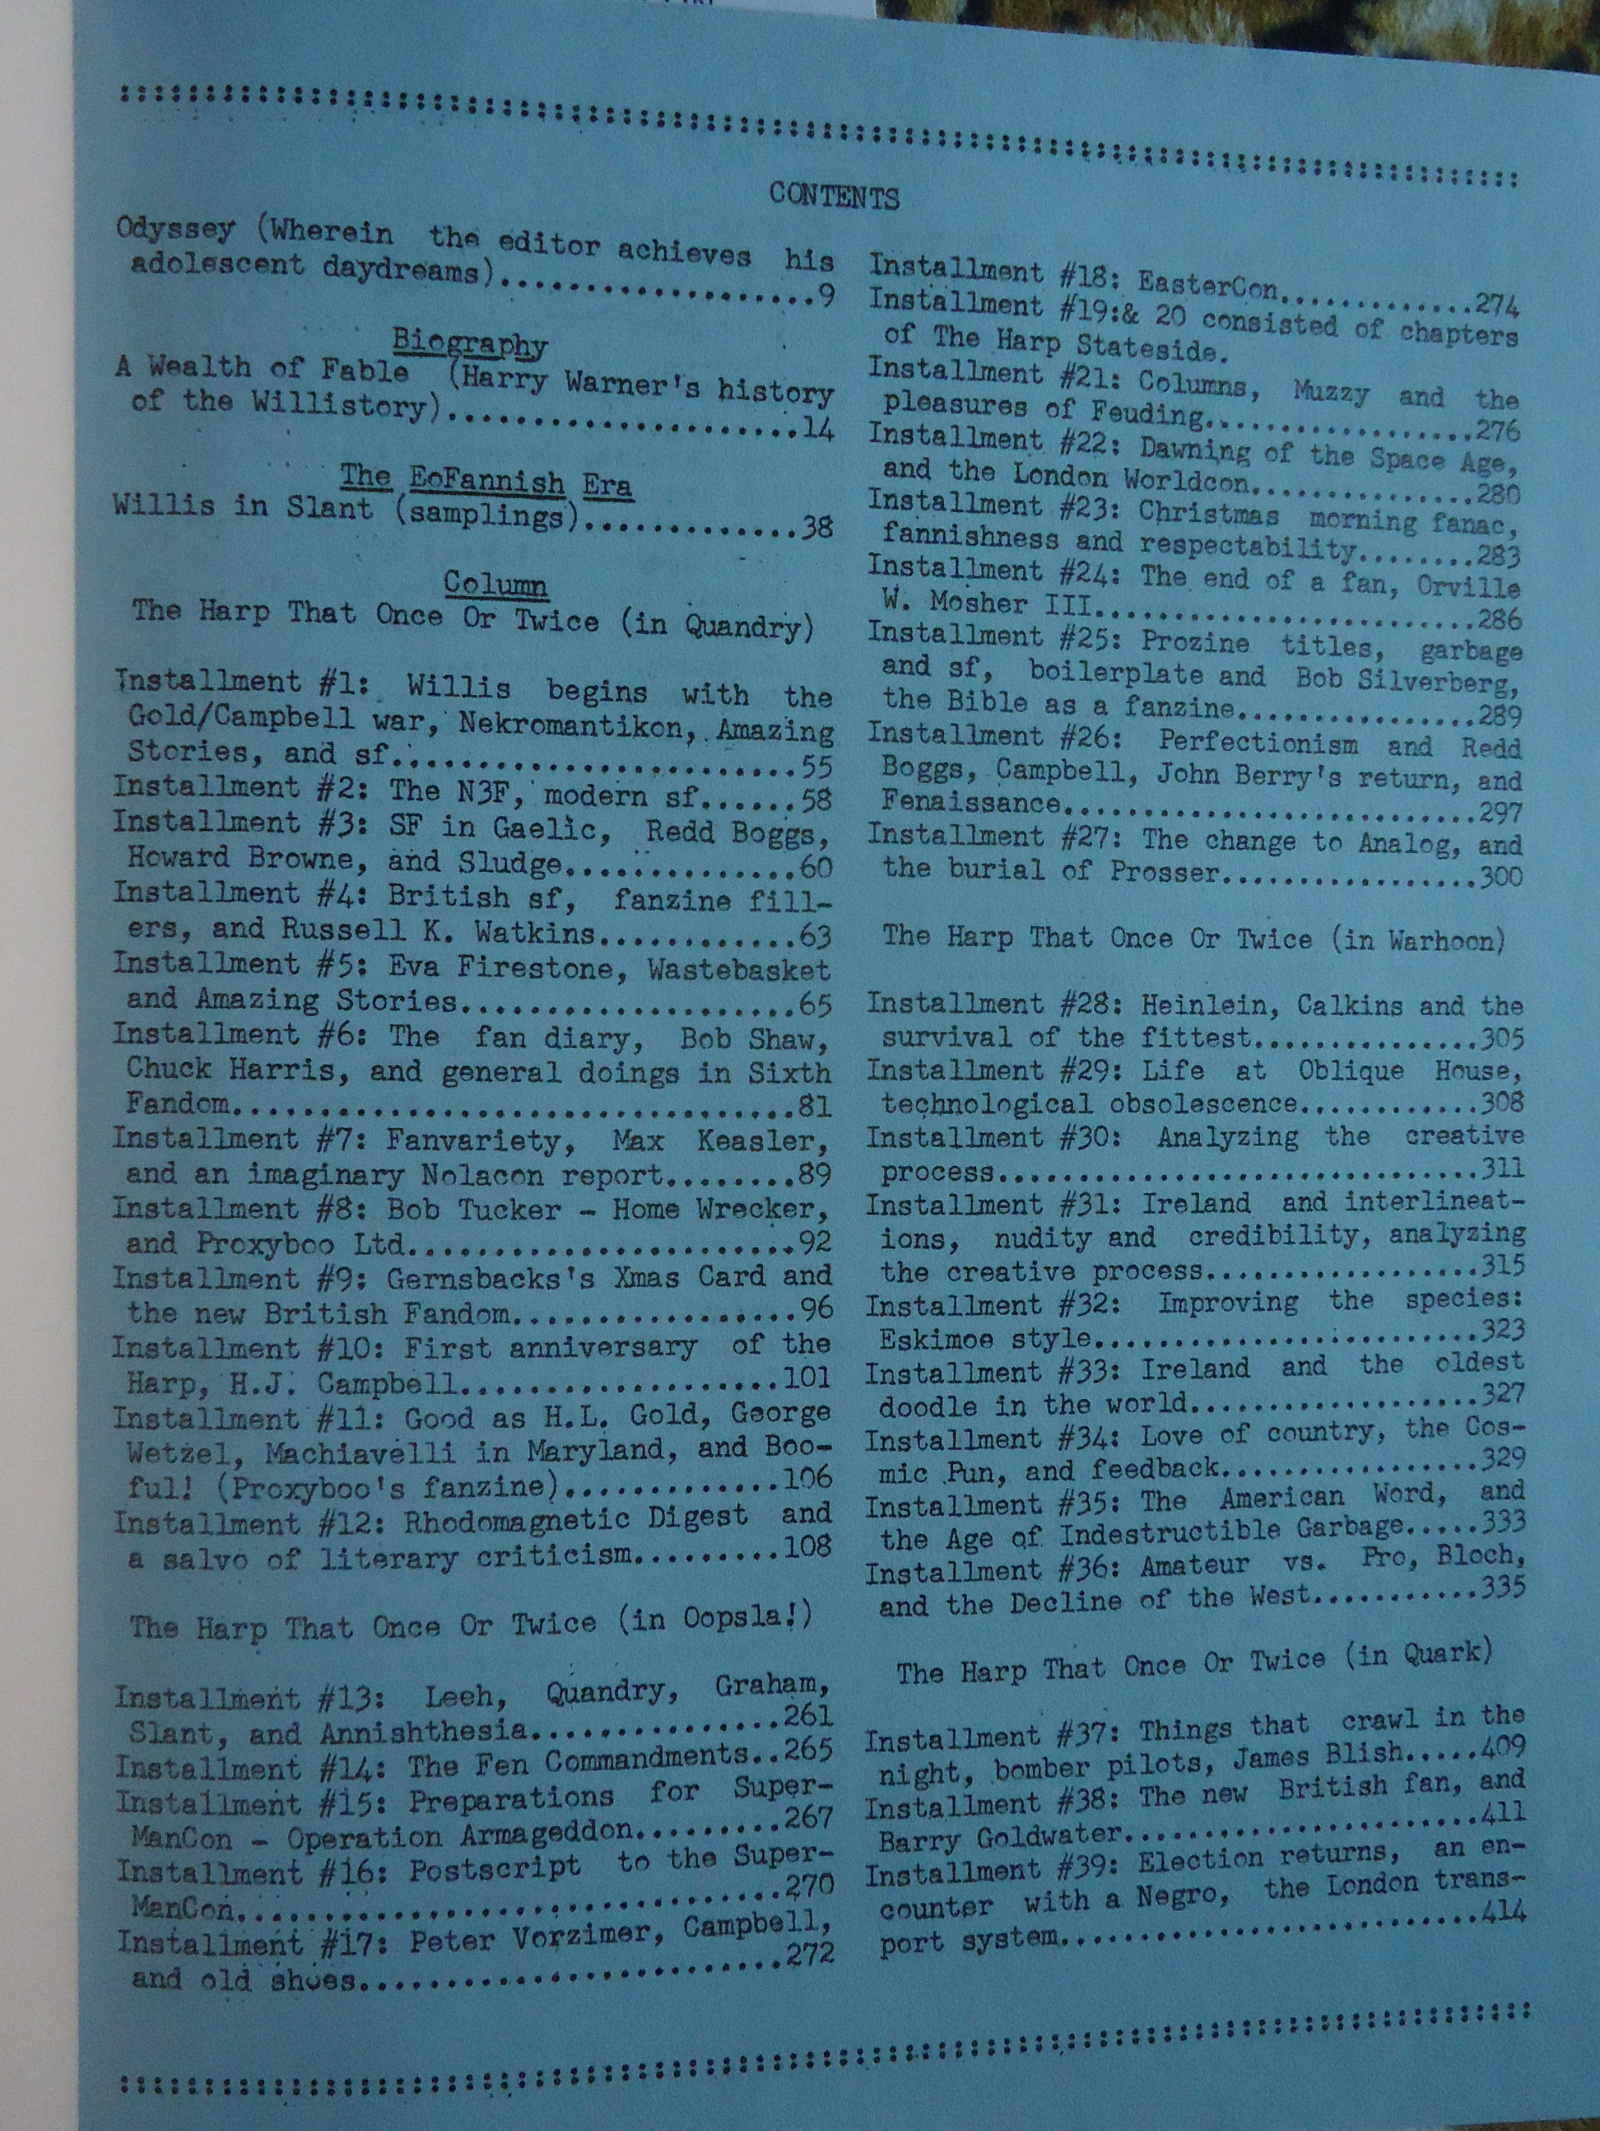 CONTENTS
Odyssey (Wherein the editor achieves his
adolescent daydreams)...................9
Biography
A Wealth of Fable (Harry Warner's history
of the Willistory).....................14
The EoFannish Era
Willis in Slant (samplings).............38
Column
The Harp That Once Or Twice (in Quandry)
Installment #1: Willis begins with the
Gold/Campbell war, Nekromantikon, Amazing
Stories, and sf........................55
Installment #2: The N3F, modern sf......58
Installment #3: SF in Gaelic, Redd Boggs,
Howard Browne, and Sludge..............60
Installment #4: British sf, fanzine fill-
ers, and Russell K. Watkins............63
Installment #5: Eva Firestone, Wastebasket
and Amazing Stories....................65
Installment #6: The fan diary, Bob Shaw,
Chuck Harris, and general doings in Sixth
Fandom.................................81
Installment #7: Fanvariety, Max Keasler,
and an imaginary Nolacon report........89
Installment #8: Bob Tucker - Home Wrecker,
and Proxyboo Ltd.......................92
Installment #9: Gernsbacks's Xmas Card and
the new British Fandom.................96
Installment #10: First anniversary of the
Harp, H.J. Campbell...................101
Installment #11: Good as H.L. Gold, George
Wetzel, Machiavelli in Maryland, and Boo-
ful! (Proxyboo's fanzine).............106
Installment #12: Rhodomagnetic Digest and
a salvo of literary criticism.........108
The Harp That Once Or Twice (in Oopsla!)
Installment #13: Leeh, Quandry, Graham,
Slant, and Annishthesia...............261
Installment #14: The Fen Commandments..265
Installment #15: Preparations for Super-
ManCon - Operation Armageddon.........267
Installment #16: Postscript to the Super-
ManCon................................270
Installment #17: Peter Vorzimer, Campbell,
and old shoes.........................272
Installment #18: EasterCon.............274
Installment #19:& 20 consisted of chapters
of The Harp Stateside.
Installment #21: Columns, Muzzy and the
pleasures of Feuding..................276
Installment #22: Dawning of the Space Age,
and the London Worldcon...............280
Installment #23: Christmas morning fanac,
fannishness and respectability........283
Installment #24: The end of a fan, Orville
W. Mosher III.........................286
Installment #25: Prozine titles, garbage
and sf, boilerplate and Bob Silverberg,
the Bible as a fanzine................289
Installment #26: Perfectionism and Redd
Boggs, Campbell, John Berry's return, and
Fenaissance...........................297
Installment #27: The change to Analog, and
the burial of Prosser.................300
The Harp That Once Or Twice (in Warhoon)
Installment #28: Heinlein, Calkins and the
survival of the fittest...............305
Installment #29: Life at Oblique House,
technological obsolescence............308
Installment #30: Analyzing the creative
process...............................311
Installment #31: Ireland and interlineat-
ions, nudity and credibility, analyzing
the creative process..................315
Installment #32: Improving the species:
Eskimoe style.........................323
Installment #33: Ireland and the oldest
doodle in the world...................327
Installment #34: Love of country, the Cos-
mic Pun, and feedback.................329
Installment #35: The American Word, and
the Age of Indestructible Garbage.....333
Installment #36: Amateur vs. Pro, Bloch,
and the Decline of the West...........335
The Harp That Once Or Twice (in Quark)
Installment #37: Things that crawl in the
night, bomber pilots, James Blish.....409
Installment #38: The new British fan, and
Barry Goldwater.......................411
Installment #39: Election returns, an en-
counter with a Negro, the London trans-
port system...........................414